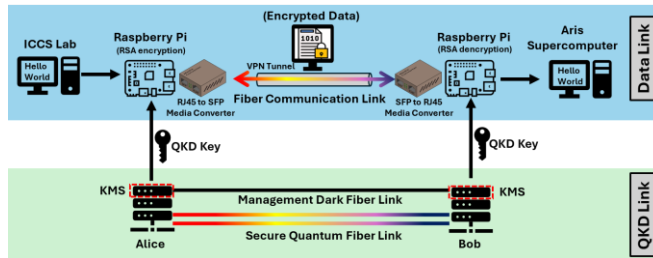 (Encrypted Data)
ICCS Lab
Raspberry Pi
(RSA encryption)
1010
Raspberry Pi
(RSA dencryption)
Aris
Supercomputer
Hello
World
VPN Tunnel
Hello
World
RJ45 to SFP
Media Converter
Fiber Communication Link
SFP to RJ45
Media Converter
Data Link
QKD Key
QKD Key
KMS
Management Dark Fiber Link
KMS
Secure Quantum Fiber Link
Alice
Bob
QKD Link